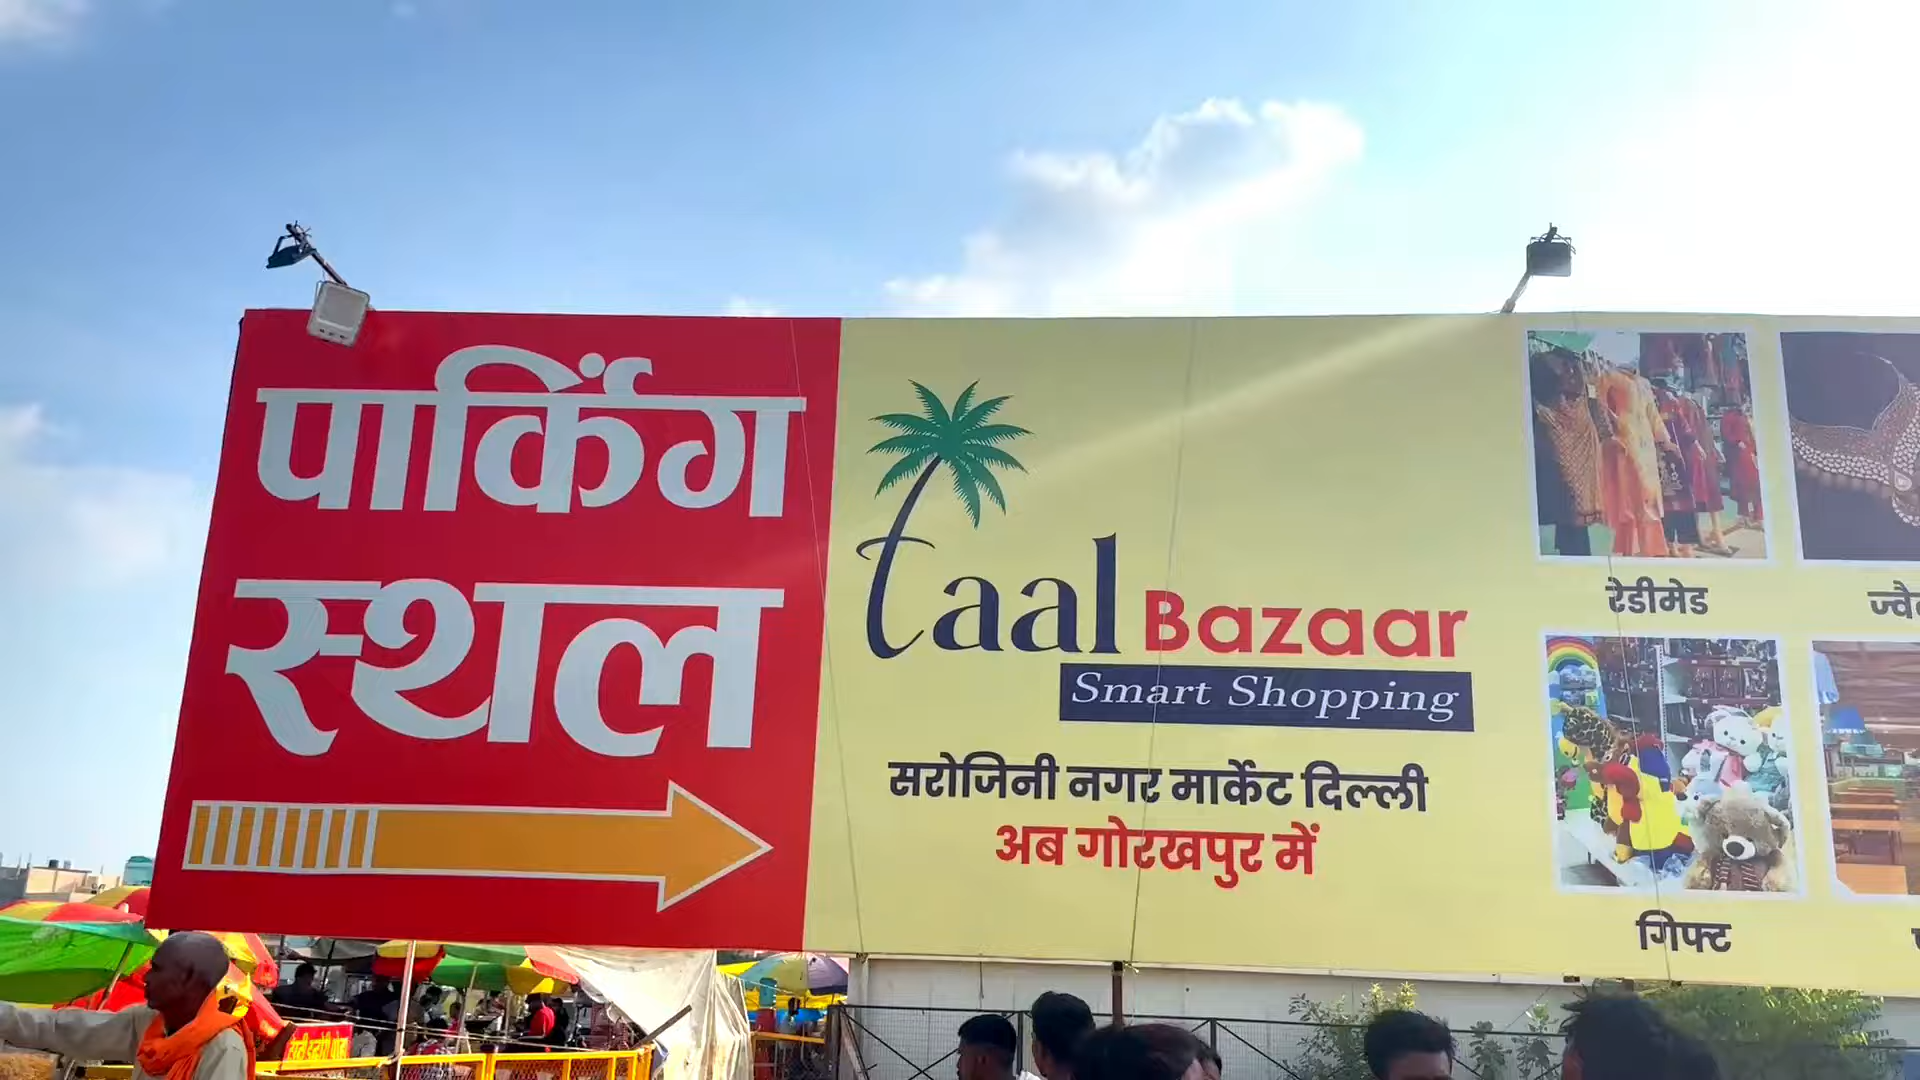 पार्किंग
स्थल
Taal Bazaar
Smart Shopping
सरोजिनी नगर मार्केट दिल्ली
अब गोरखपुर में
रेडीमेड
गिफ्ट